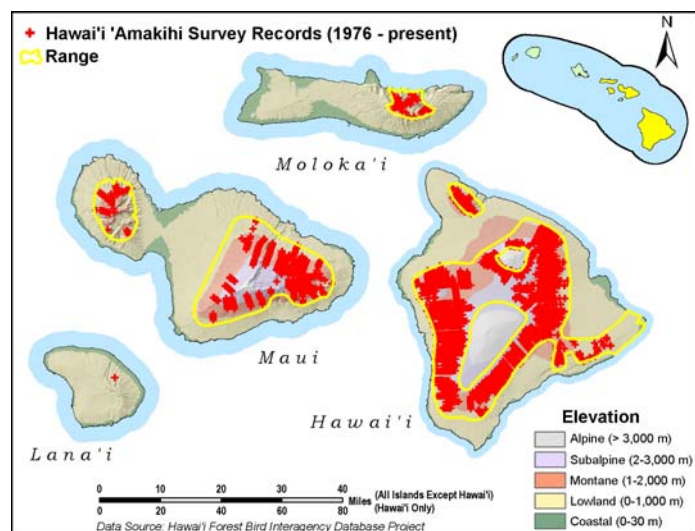 Hawai'i 'Amakihi Survey Records (1976 - present)
Range
N
Moloka'i
Maui
Lana'i
Hawai'i
Elevation
Alpine (> 3,000 m)
Subalpine (2-3,000 m)
Montane (1-2,000 m)
Lowland (0-1,000 m)
Coastal (0-30 m)
0 10 20 30 40
0 20 40 60 80
Miles
(All Islands Except Hawai'i)
(Hawai'i Only)
Data Source: Hawai'i Forest Bird Interagency Database Project